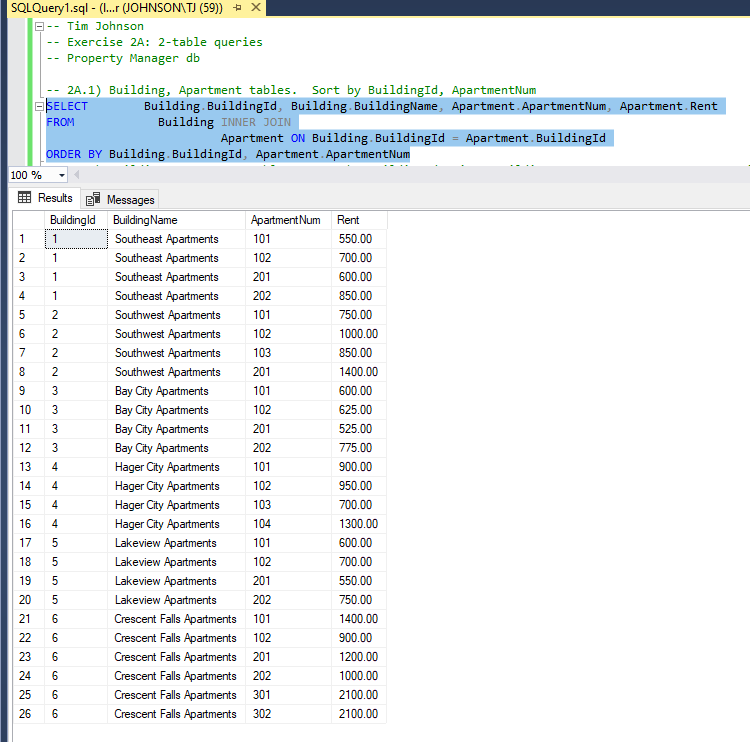 SQLQuery1.sql - (l...r (JOHNSON\TJ (59))
-- Tim Johnson
-- Exercise 2A: 2-table queries
-- Property Manager db
-- 2A.1) Building, Apartment tables.  Sort by BuildingId, ApartmentNum
SELECT Building.BuildingId, Building.BuildingName, Apartment.ApartmentNum, Apartment.Rent
FROM Building INNER JOIN
Apartment ON Building.BuildingId = Apartment.BuildingId
ORDER BY Building.BuildingId, Apartment.ApartmentNum
100 %
Results Messages
BuildingId BuildingName ApartmentNum Rent
1 1 Southeast Apartments 101 550.00
2 1 Southeast Apartments 102 700.00
3 1 Southeast Apartments 201 600.00
4 1 Southeast Apartments 202 850.00
5 2 Southwest Apartments 101 750.00
6 2 Southwest Apartments 102 1000.00
7 2 Southwest Apartments 103 850.00
8 2 Southwest Apartments 201 1400.00
9 3 Bay City Apartments 101 600.00
10 3 Bay City Apartments 102 625.00
11 3 Bay City Apartments 201 525.00
12 3 Bay City Apartments 202 775.00
13 4 Hager City Apartments 101 900.00
14 4 Hager City Apartments 102 950.00
15 4 Hager City Apartments 103 700.00
16 4 Hager City Apartments 104 1300.00
17 5 Lakeview Apartments 101 600.00
18 5 Lakeview Apartments 102 700.00
19 5 Lakeview Apartments 201 550.00
20 5 Lakeview Apartments 202 750.00
21 6 Crescent Falls Apartments 101 1400.00
22 6 Crescent Falls Apartments 102 900.00
23 6 Crescent Falls Apartments 201 1200.00
24 6 Crescent Falls Apartments 202 1000.00
25 6 Crescent Falls Apartments 301 2100.00
26 6 Crescent Falls Apartments 302 2100.00